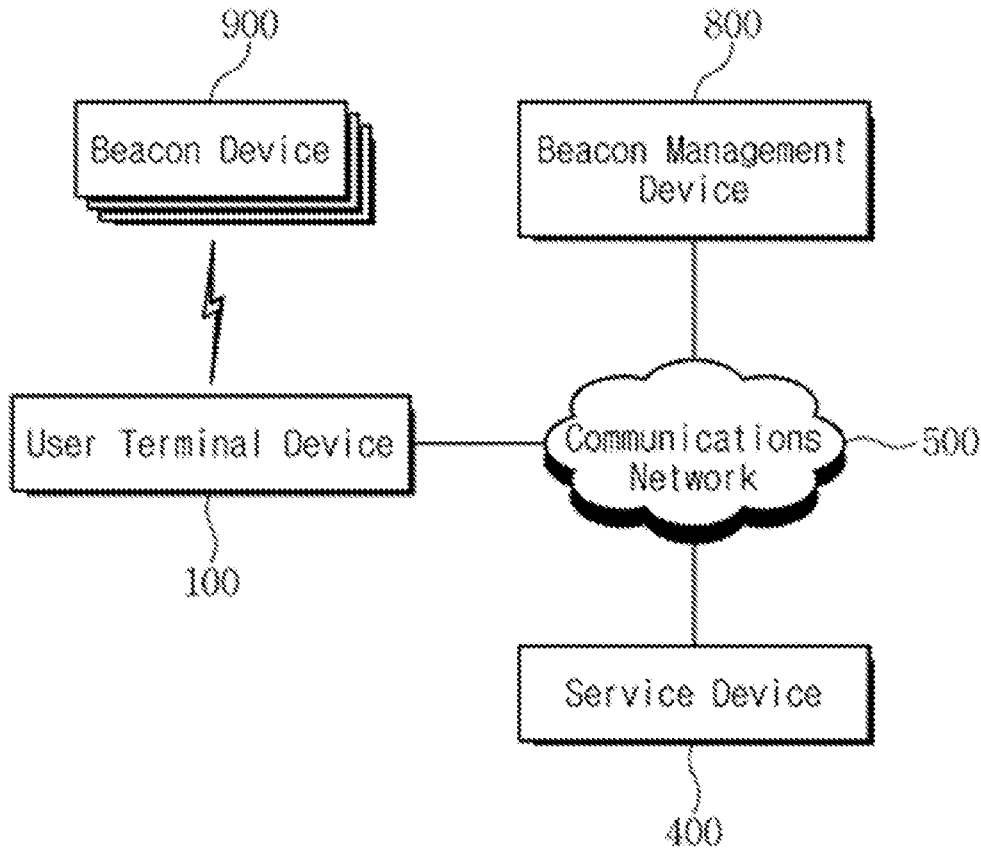 900
800
Beacon Device
Beacon Management
Device
User Terminal Device
Communications
Network
500
100
Service Device
400